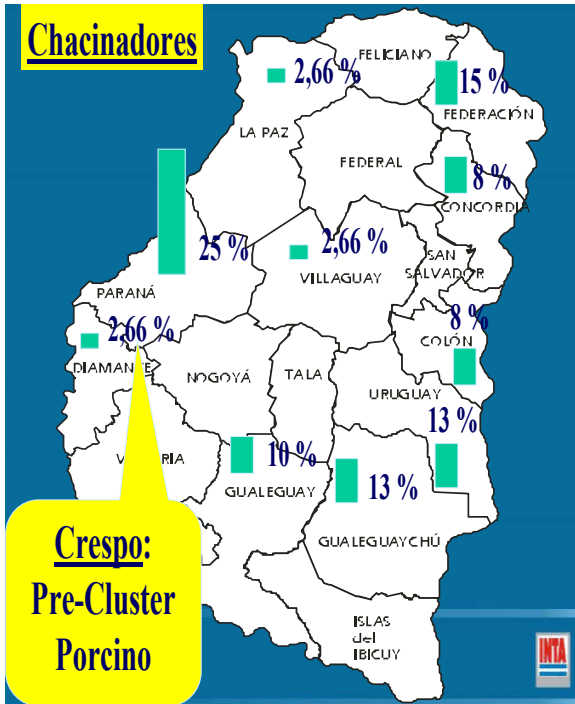 Chacinadores
FELICIANO
2,66 %
15 %
FEDERACIÓN
LA PAZ
FEDERAL
8 %
CONCORDIA
25 %
2,66 %
SAN
SALVADOR
VILLAGUAY
PARANÁ
8 %
2,66 %
COLÓN
DIAMANTE
NOGOYÁ
TALA
URUGUAY
13 %
10 %
13 %
GUALEGUAY
GUALEGUAYCHÚ
Crespo:
Pre-Cluster
Porcino
ISLAS
del
IBICUY
INTA